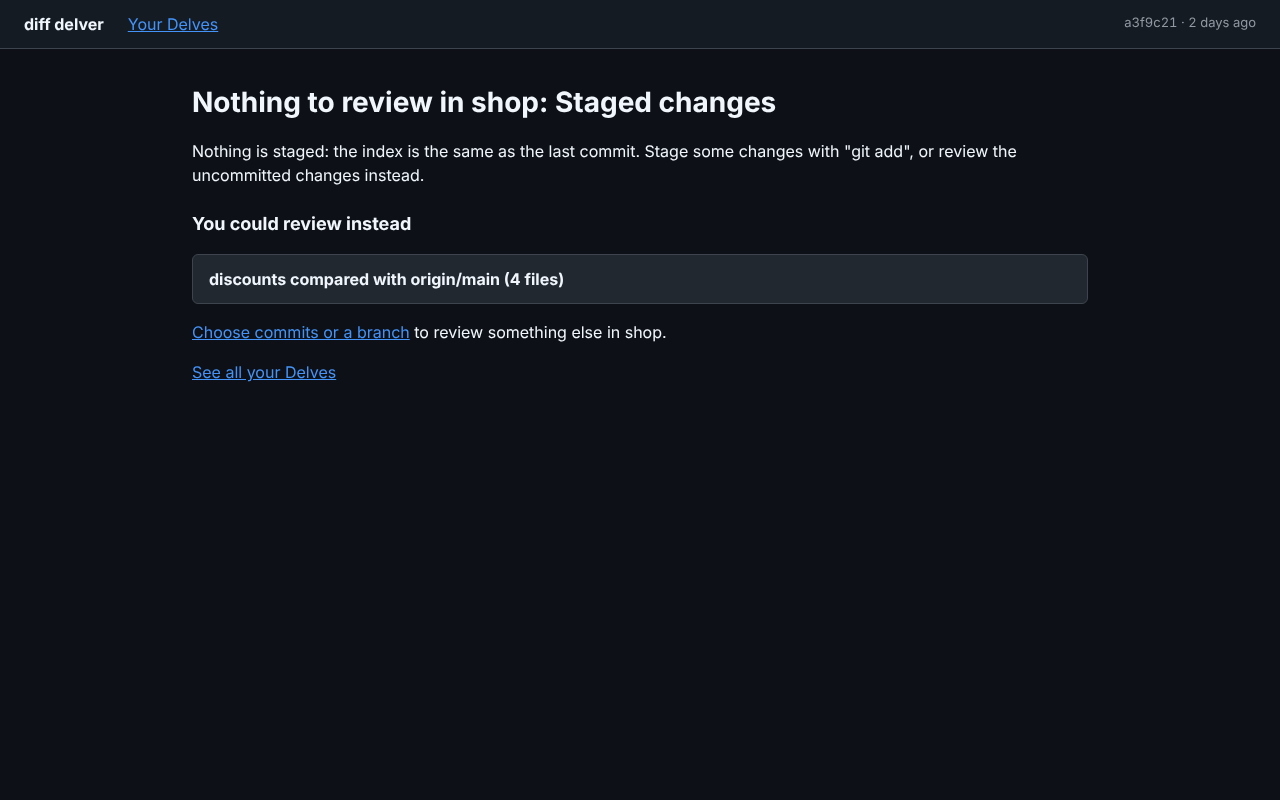 diff delver
Your Delves
a3f9c21 · 2 days ago
Nothing to review in shop: Staged changes
Nothing is staged: the index is the same as the last commit. Stage some changes with "git add", or review the
uncommitted changes instead.
You could review instead
discounts compared with origin/main (4 files)
Choose commits or a branch to review something else in shop.
See all your Delves